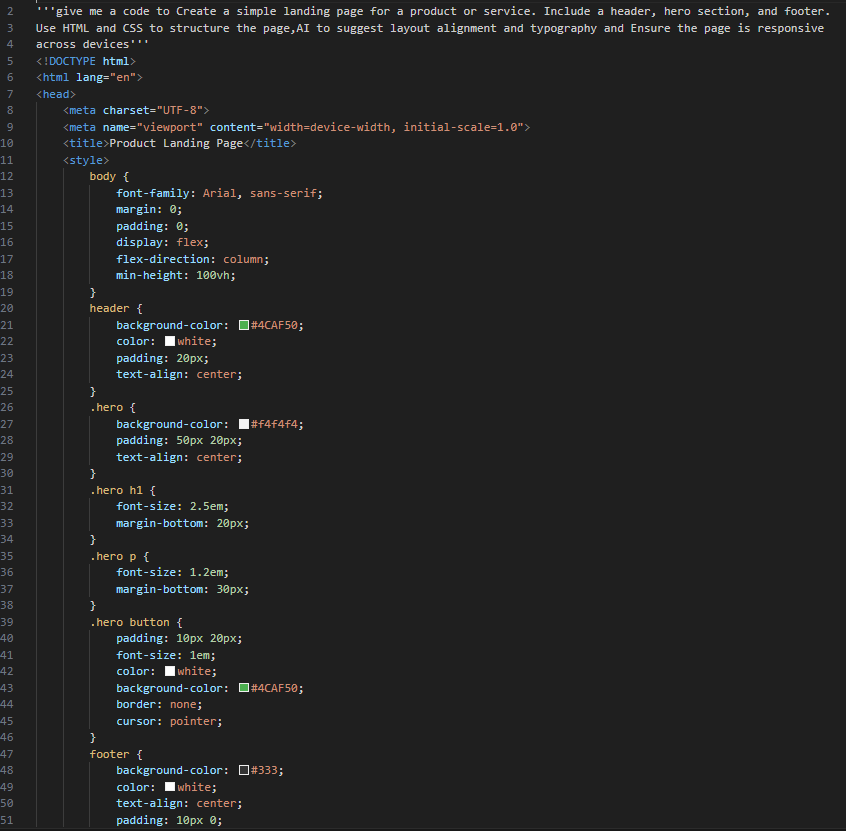 2 '''give me a code to Create a simple landing page for a product or service. Include a header, hero section, and footer.
3 Use HTML and CSS to structure the page,AI to suggest layout alignment and typography and Ensure the page is responsive
4 across devices'''
5 <!DOCTYPE html>
6 <html lang="en">
7 <head>
8     <meta charset="UTF-8">
9     <meta name="viewport" content="width=device-width, initial-scale=1.0">
10     <title>Product Landing Page</title>
11     <style>
12         body {
13             font-family: Arial, sans-serif;
14             margin: 0;
15             padding: 0;
16             display: flex;
17             flex-direction: column;
18             min-height: 100vh;
19         }
20         header {
21             background-color: #4CAF50;
22             color: white;
23             padding: 20px;
24             text-align: center;
25         }
26         .hero {
27             background-color: #f4f4f4;
28             padding: 50px 20px;
29             text-align: center;
30         }
31         .hero h1 {
32             font-size: 2.5em;
33             margin-bottom: 20px;
34         }
35         .hero p {
36             font-size: 1.2em;
37             margin-bottom: 30px;
38         }
39         .hero button {
40             padding: 10px 20px;
41             font-size: 1em;
42             color: white;
43             background-color: #4CAF50;
44             border: none;
45             cursor: pointer;
46         }
47         footer {
48             background-color: #333;
49             color: white;
50             text-align: center;
51             padding: 10px 0;